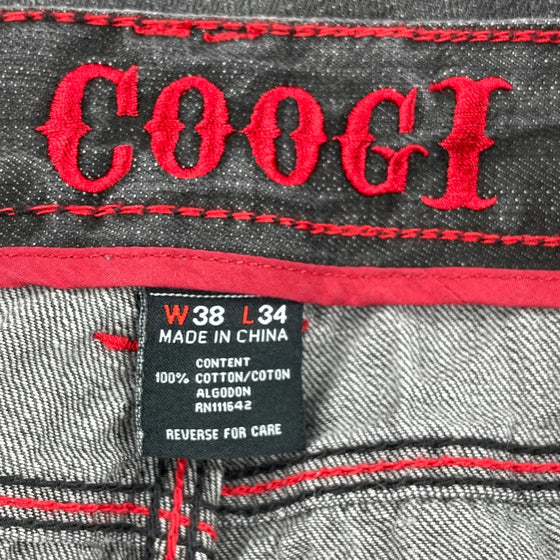 COOGI
W38 L34
MADE IN CHINA
CONTENT
100% COTTON/COTON
ALGODON
RN111642
REVERSE FOR CARE